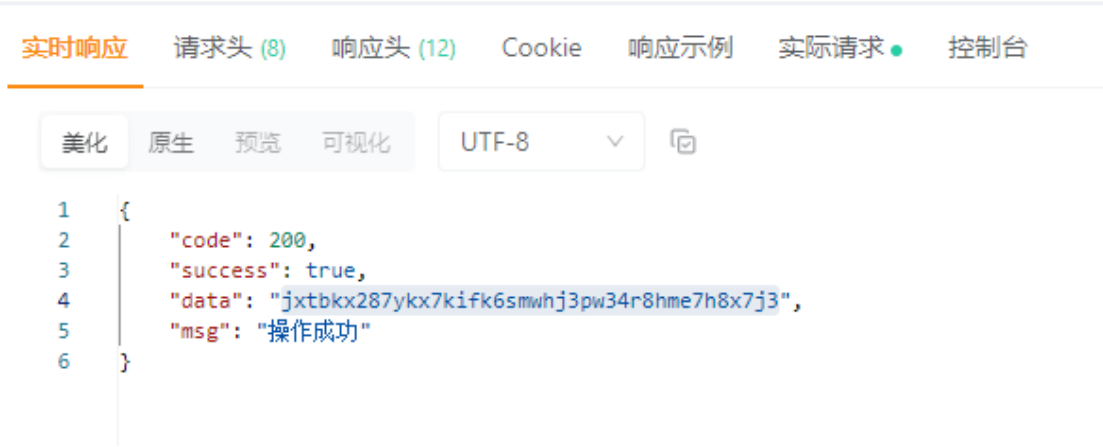 实时响应 请求头 (8) 响应头 (12) Cookie 响应示例 实际请求 控制台
美化 原生 预览 可视化 UTF-8
1 {
2 "code": 200,
3 "success": true,
4 "data": "jxtbkx287ykx7kifk6smwhj3pw34r8hme7h8x7j3",
5 "msg": "操作成功"
6 }